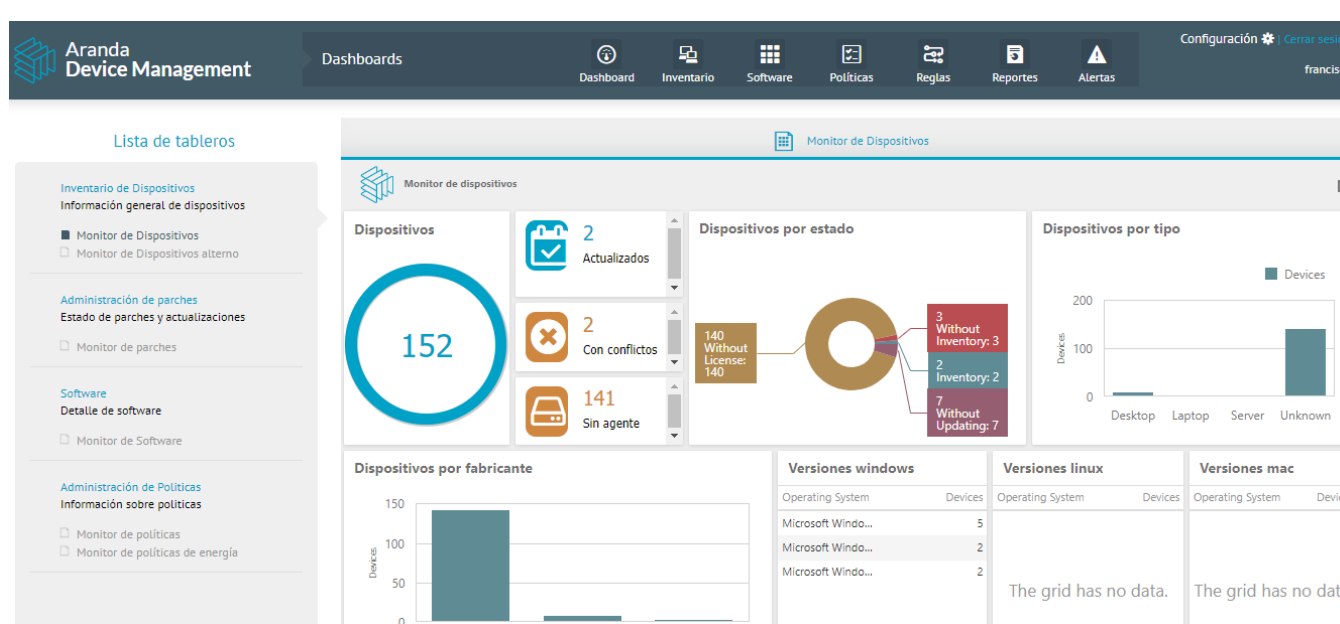 Aranda
Device Management
Dashboards
Dashboard
Inventario
Software
Políticas
Reglas
Reportes
Alertas
Configuración | Cerrar
Lista de tableros
Inventario de Dispositivos
Información general de dispositivos
Monitor de Dispositivos
Monitor de Dispositivos alterno
Administración de parches
Estado de parches y actualizaciones
Monitor de parches
Software
Detalle de software
Monitor de Software
Administración de Politicas
Información sobre politicas
Monitor de políticas
Monitor de políticas de energía
Monitor de Dispositivos
Monitor de dispositivos
Dispositivos
152
2
Actualizados
2
Con conflictos
141
Sin agente
Dispositivos por estado
140
Without
License:
140
3
Without
Inventory: 3
2
Inventory: 2
7
Without
Updating: 7
Dispositivos por tipo
Devices
200
100
0
Devices
Desktop Laptop Server Unknown
Dispositivos por fabricante
150
100
50
0
Devices
Versiones windows
Operating System Devices
Microsoft Windo... 5
Microsoft Windo... 2
Microsoft Windo... 2
Versiones linux
Operating System Devices
The grid has no data.
Versiones mac
Operating System
The grid has no